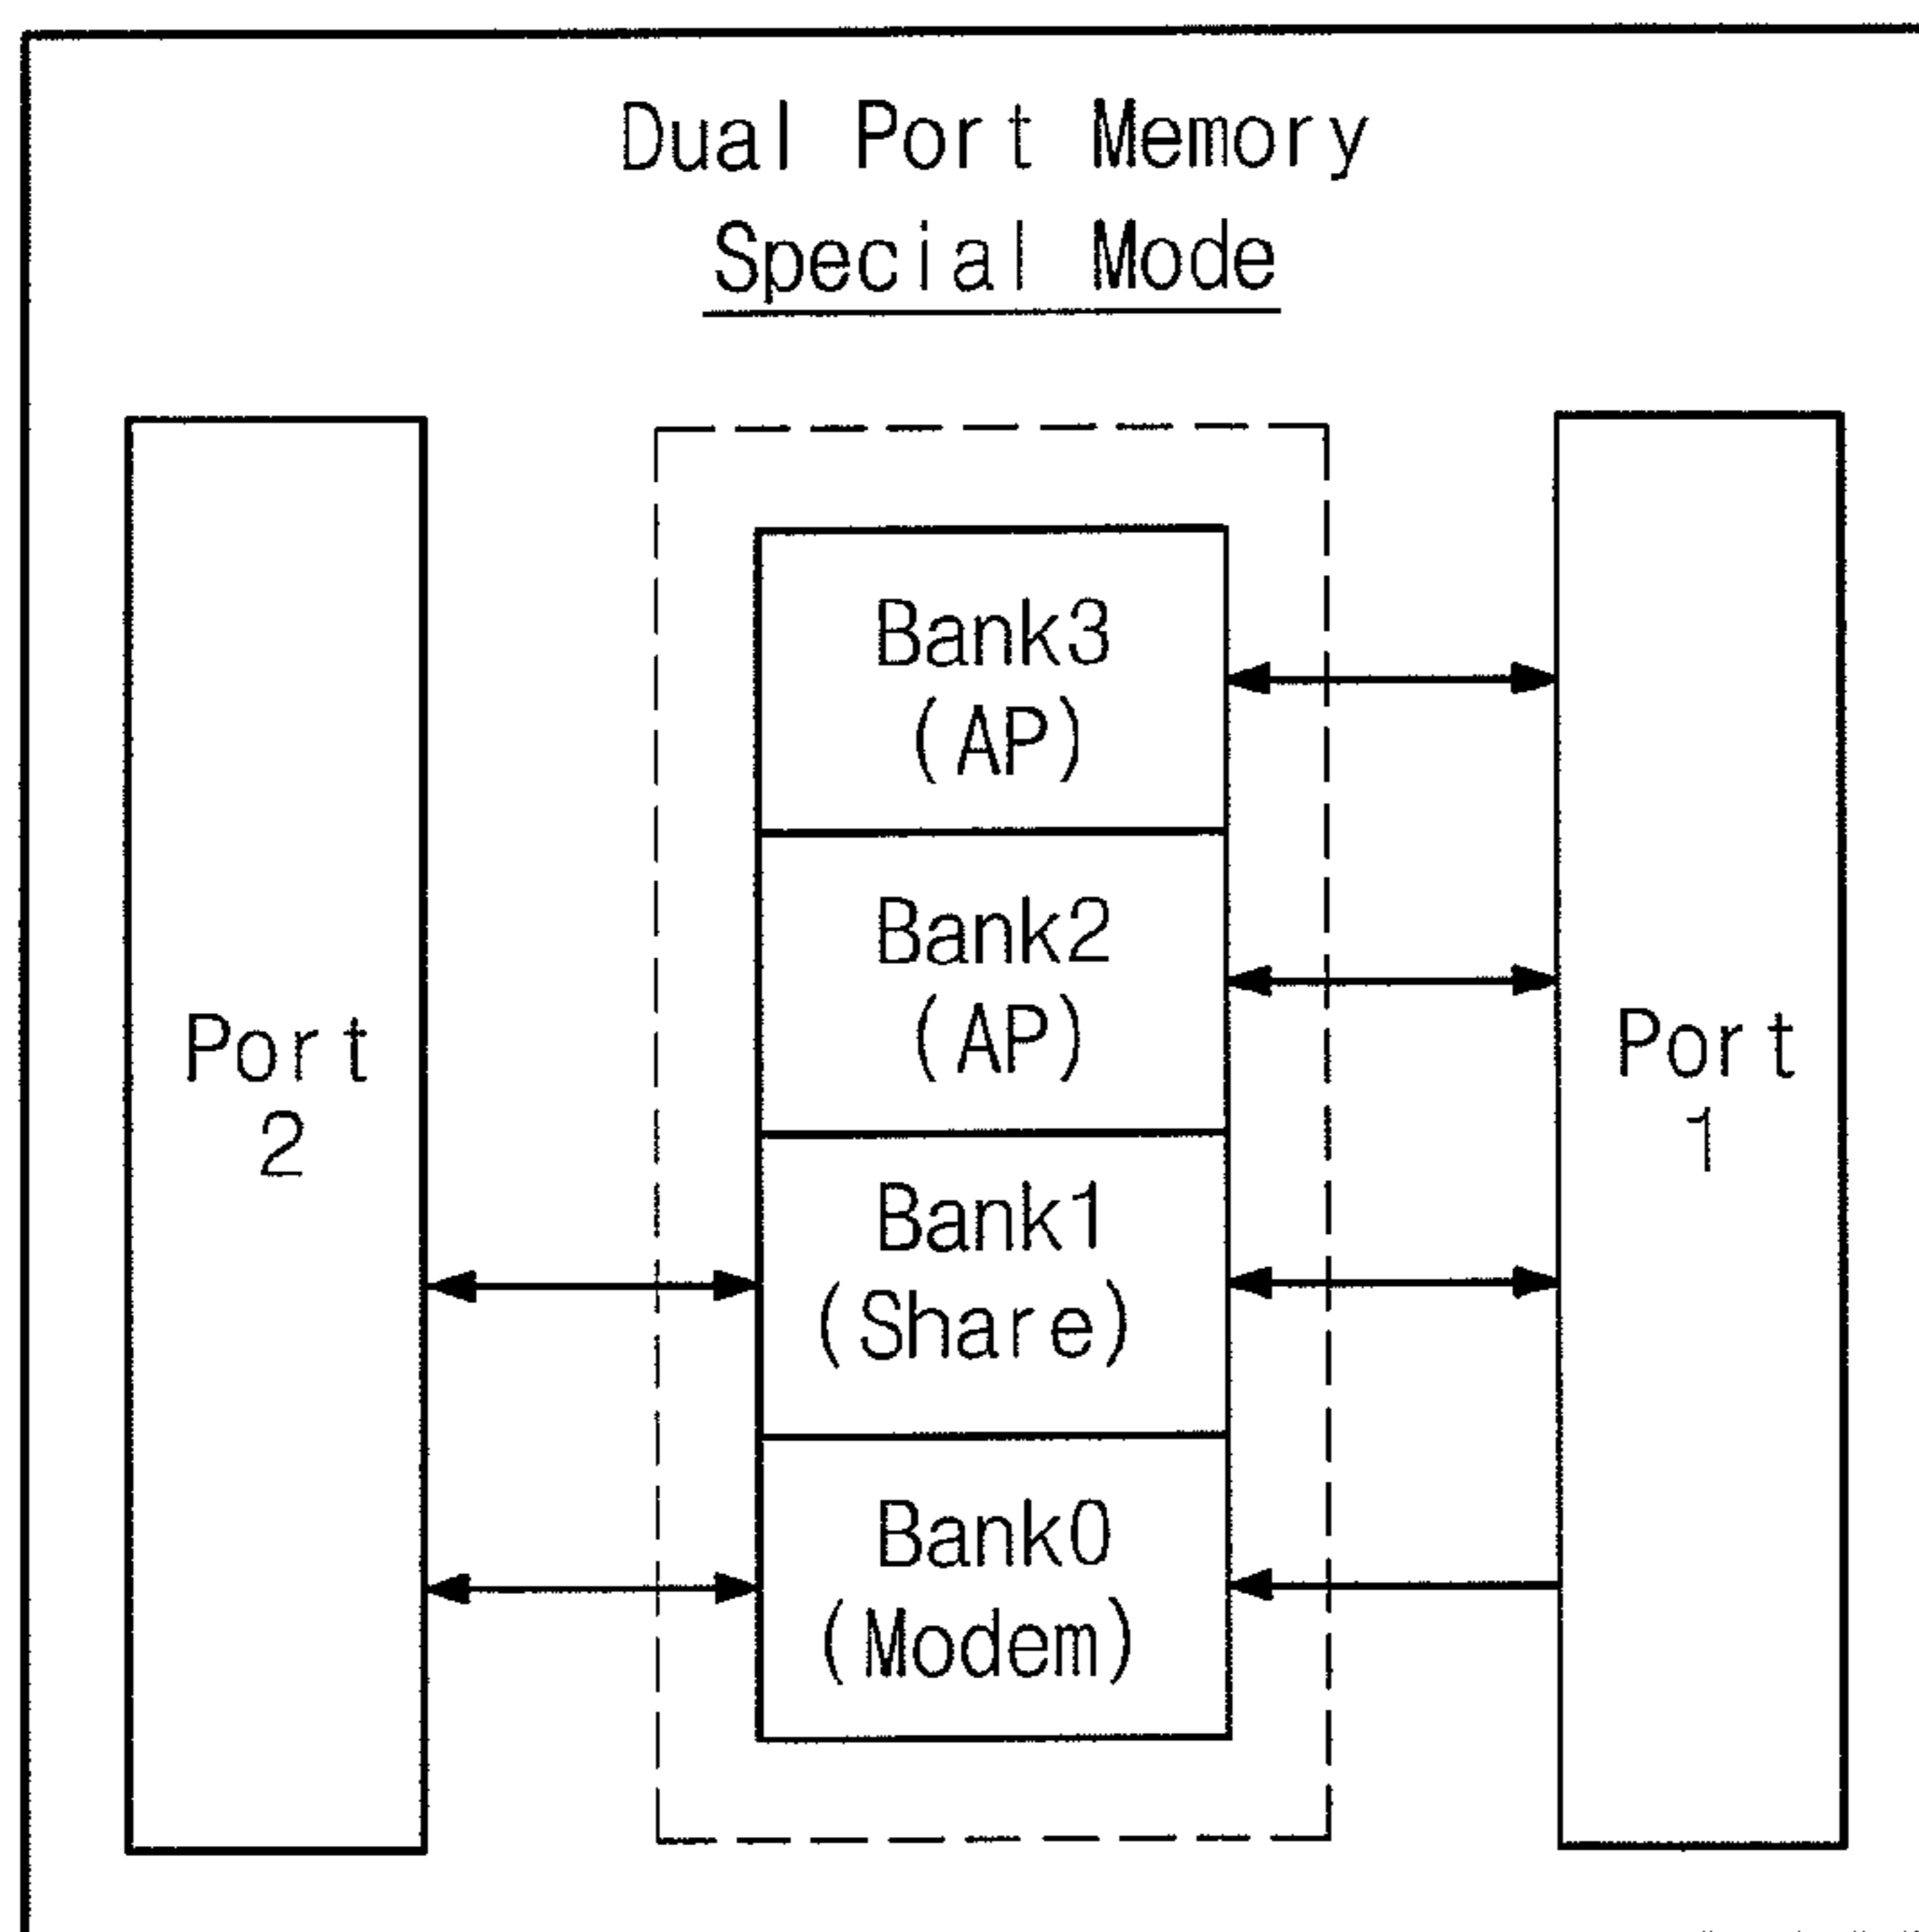 Dual Port Memory
Special Mode
Port
2
Bank3
(AP)
Bank2
(AP)
Bank1
(Share)
Bank0
(Modem)
Port
1